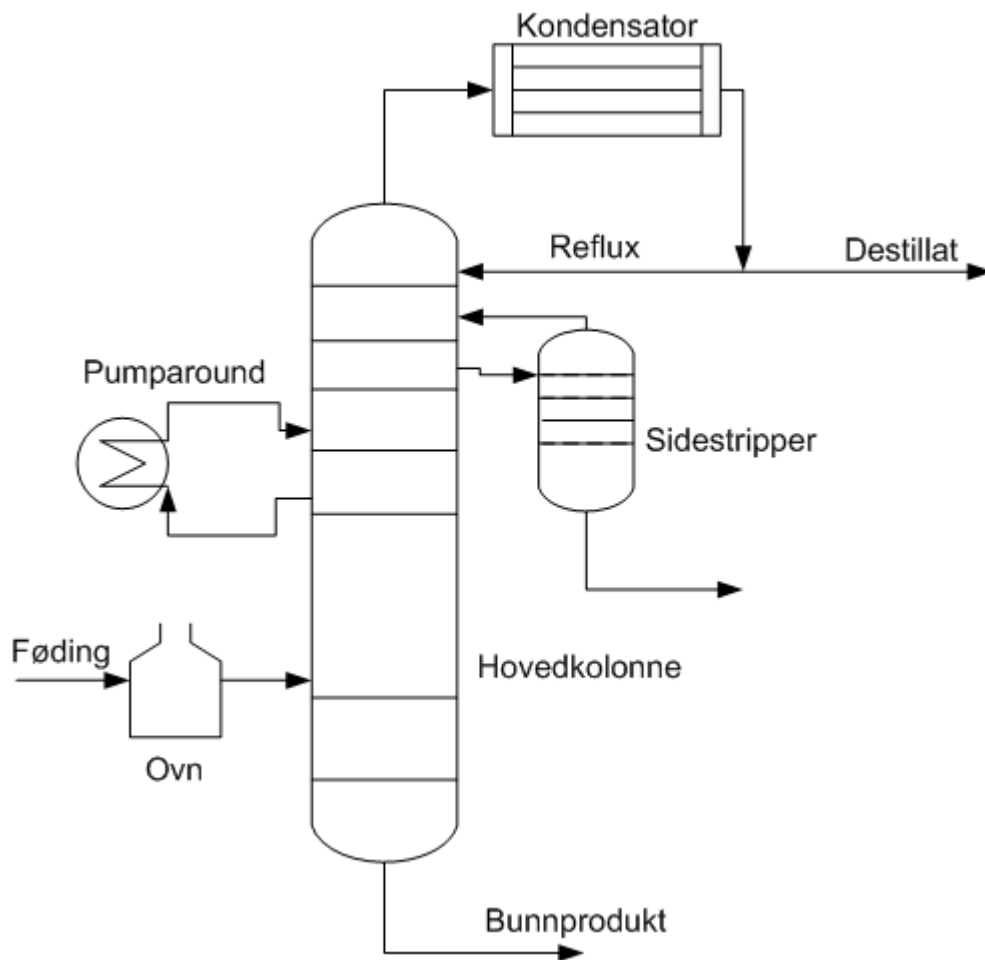 Kondensator
Reflux
Destillat
Pumparound
Sidestripper
Føding
Hovedkolonne
Ovn
Bunnprodukt